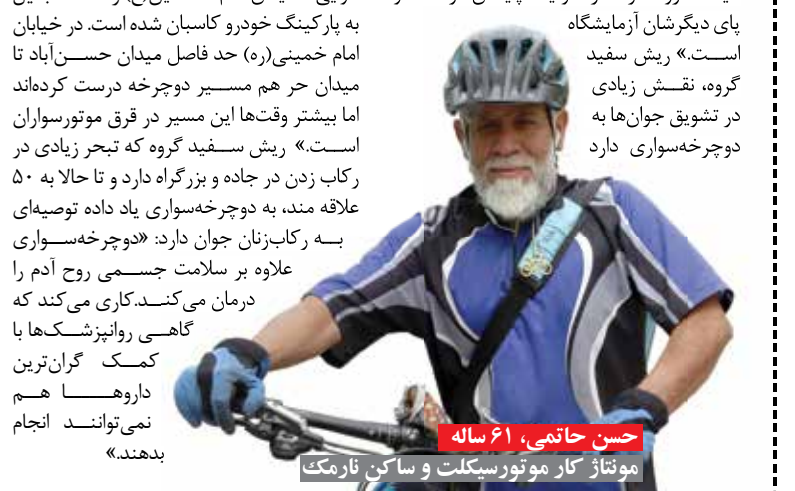 پای دیگرشان آزمایشگاه
است.» ریش سفید
گروه، نقش زیادی
در تشویق جوان‌ها به
دوچرخه‌سواری دارد
به پارکینگ خودرو کاسبان شده است. در خیابان
امام خمینی(ره) حد فاصل میدان حسن‌آباد تا
میدان حر هم مسیر دوچرخه درست کرده‌اند
اما بیشتر وقت‌ها این مسیر در قرق موتورسواران
است.» ریش سفید گروه که تبحر زیادی در
رکاب زدن در جاده و بزرگراه دارد و تا حالا به ۵۰
علاقه مند، به دوچرخه‌سواری یاد داده توصیه‌ای
به رکاب‌زنان جوان دارد: «دوچرخه‌سواری
علاوه بر سلامت جسمی روح آدم را
درمان می‌کند.کاری می‌کند که
گاهی روانپزشک‌ها با
کمک گران‌ترین
داروها هم
نمی‌توانند انجام
بدهند.»
حسن حاتمی، ۶۱ ساله
مونتاژ کار موتورسیکلت و ساکن نارمک